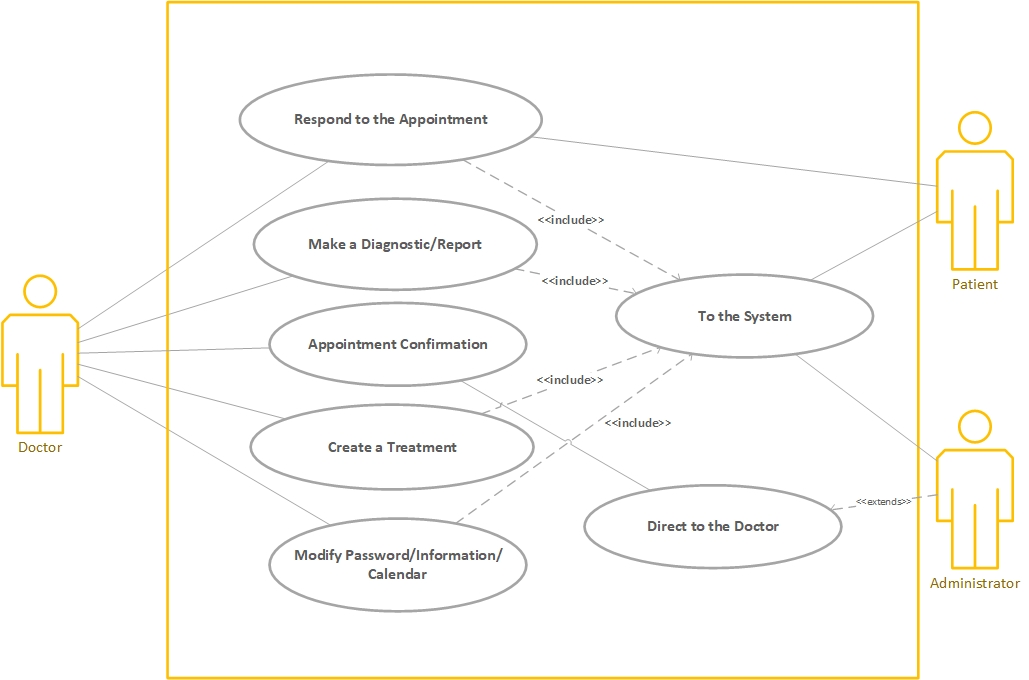 Respond to the Appointment
<<include>>
Make a Diagnostic/Report
<<include>>
Patient
To the System
Appointment Confirmation
<<include>>
<<include>>
Doctor
Create a Treatment
<<extends>>
Direct to the Doctor
Modify Password/Information/
Calendar
Administrator